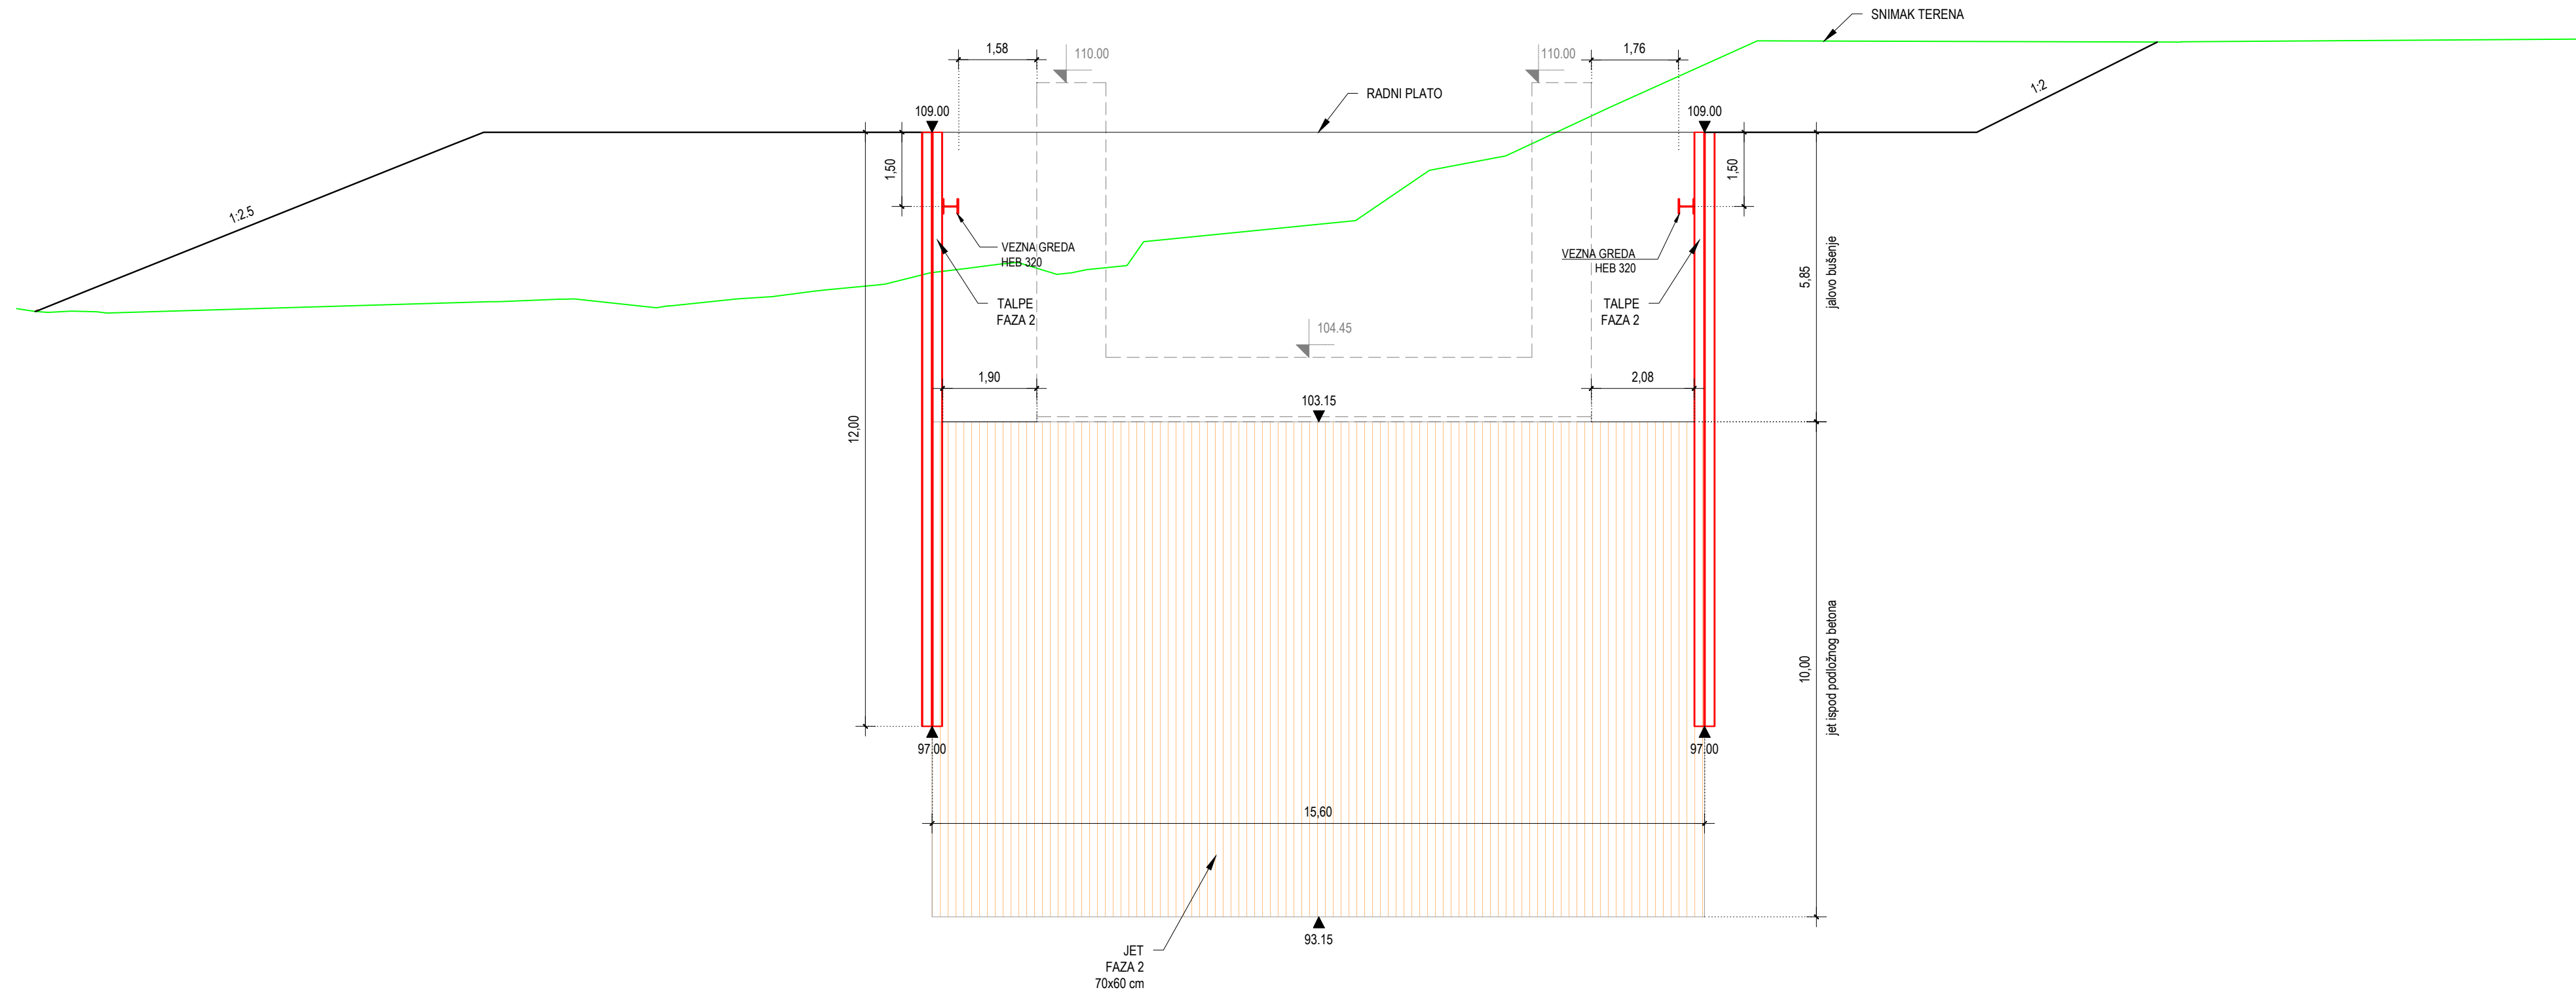 SNIMAK TERENA
1,58
110.00
110.00
1,76
1:2
RADNI PLATO
109.00
109.00
1,50
1,50
1:2.5
VEZNA GREDA
HEB 320
VEZNA GREDA
HEB 320
5,85
jalovo bušenje
TALPE
FAZA 2
TALPE
FAZA 2
104.45
1,90
2,08
103.15
12,00
10,00
jet ispod podložnog betona
97.00
97.00
15,60
93.15
JET
FAZA 2
70x60 cm